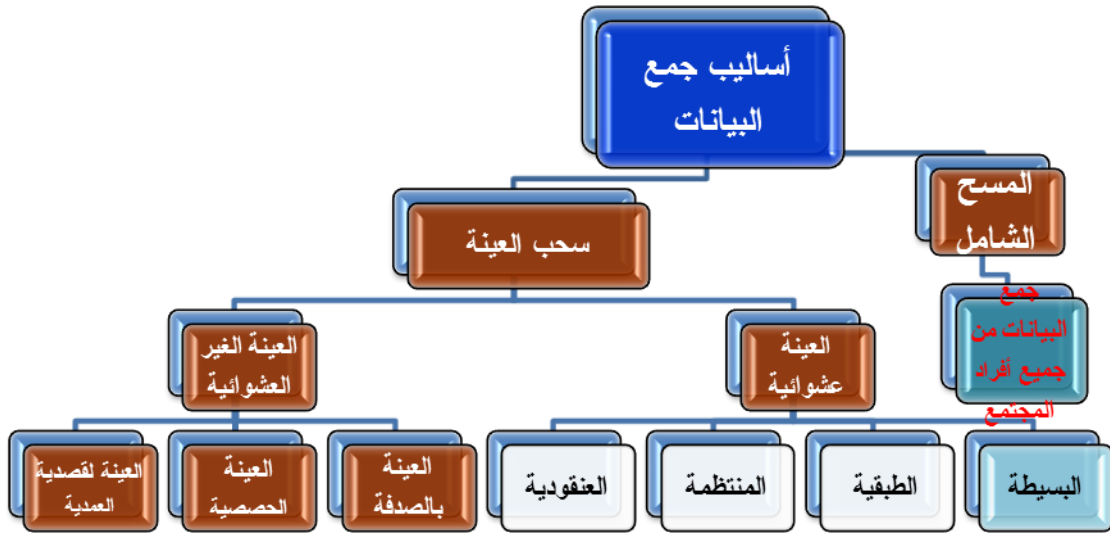 أساليب جمع
البيانات
المسح
الشامل
سحب العينة
جمع
البيانات من
جميع أفراد
المجتمع
العينة
عشوائية
العينة الغير
العشوائية
البسيطة
الطبقية
المنتظمة
العنقودية
العينة
بالصدفة
العينة
الحصصية
العينة لقصدية
العمدية